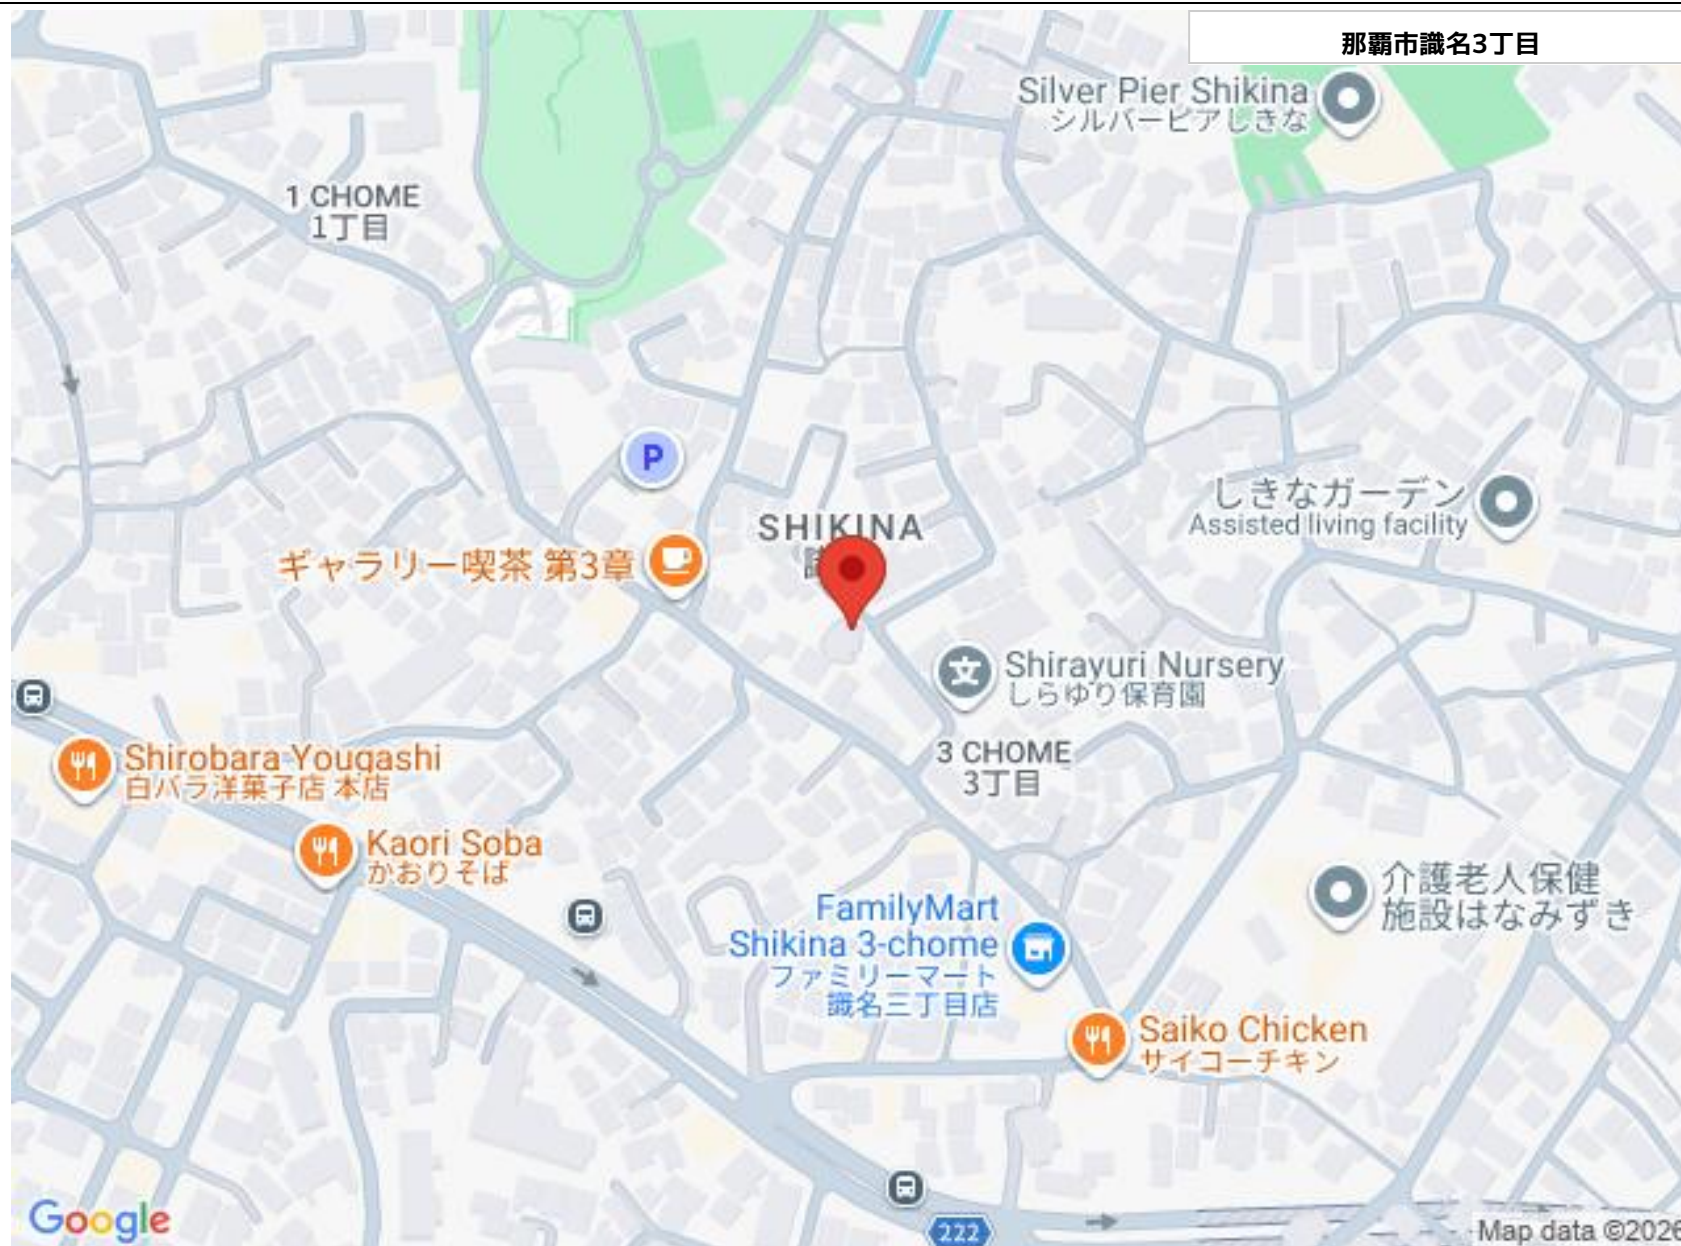 那覇市識名3丁目
Silver Pier Shikina
シルバーピアしきな
1 CHOME
1丁目
P
しきなガーデン
Assisted living facility
SHIKINA
ギャラリー喫茶 第3章
文
Shirayuri Nursery
しらゆり保育園
3 CHOME
3丁目
Shirobara Yougashi
白バラ洋菓子店 本店
Kaori Soba
かおりそば
介護老人保健
施設はなみずき
FamilyMart
Shikina 3-chome
ファミリーマート
識名三丁目店
Saiko Chicken
サイコーチキン
222
Google
Map data ©2026